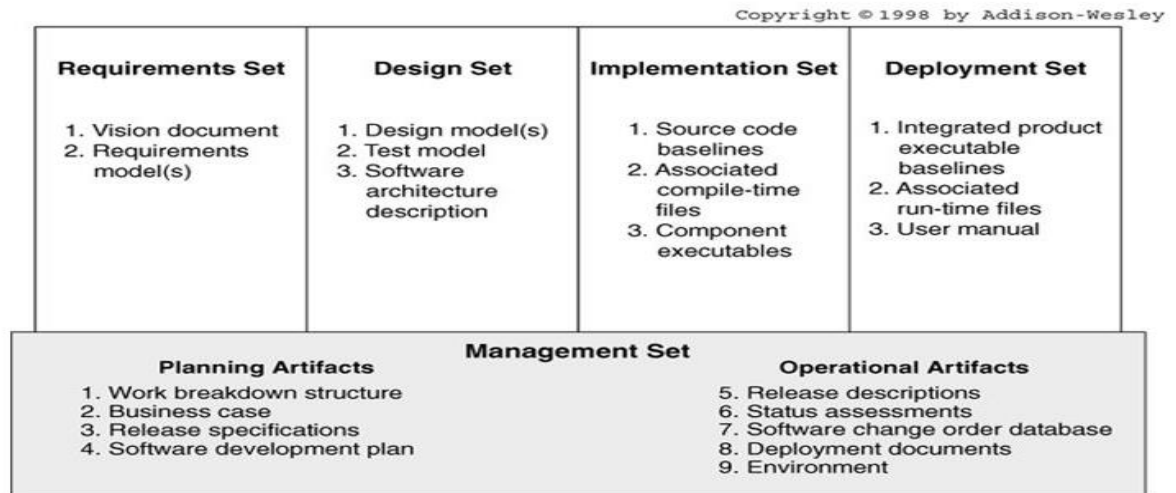 Copyright © 1998 by Addison-Wesley
Requirements Set
1. Vision document
2. Requirements
model(s)
Design Set
1. Design model(s)
2. Test model
3. Software
architecture
description
Implementation Set
1. Source code
baselines
2. Associated
compile-time
files
3. Component
executables
Deployment Set
1. Integrated product
executable
baselines
2. Associated
run-time files
3. User manual
Management Set
Planning Artifacts
1. Work breakdown structure
2. Business case
3. Release specifications
4. Software development plan
Operational Artifacts
5. Release descriptions
6. Status assessments
7. Software change order database
8. Deployment documents
9. Environment